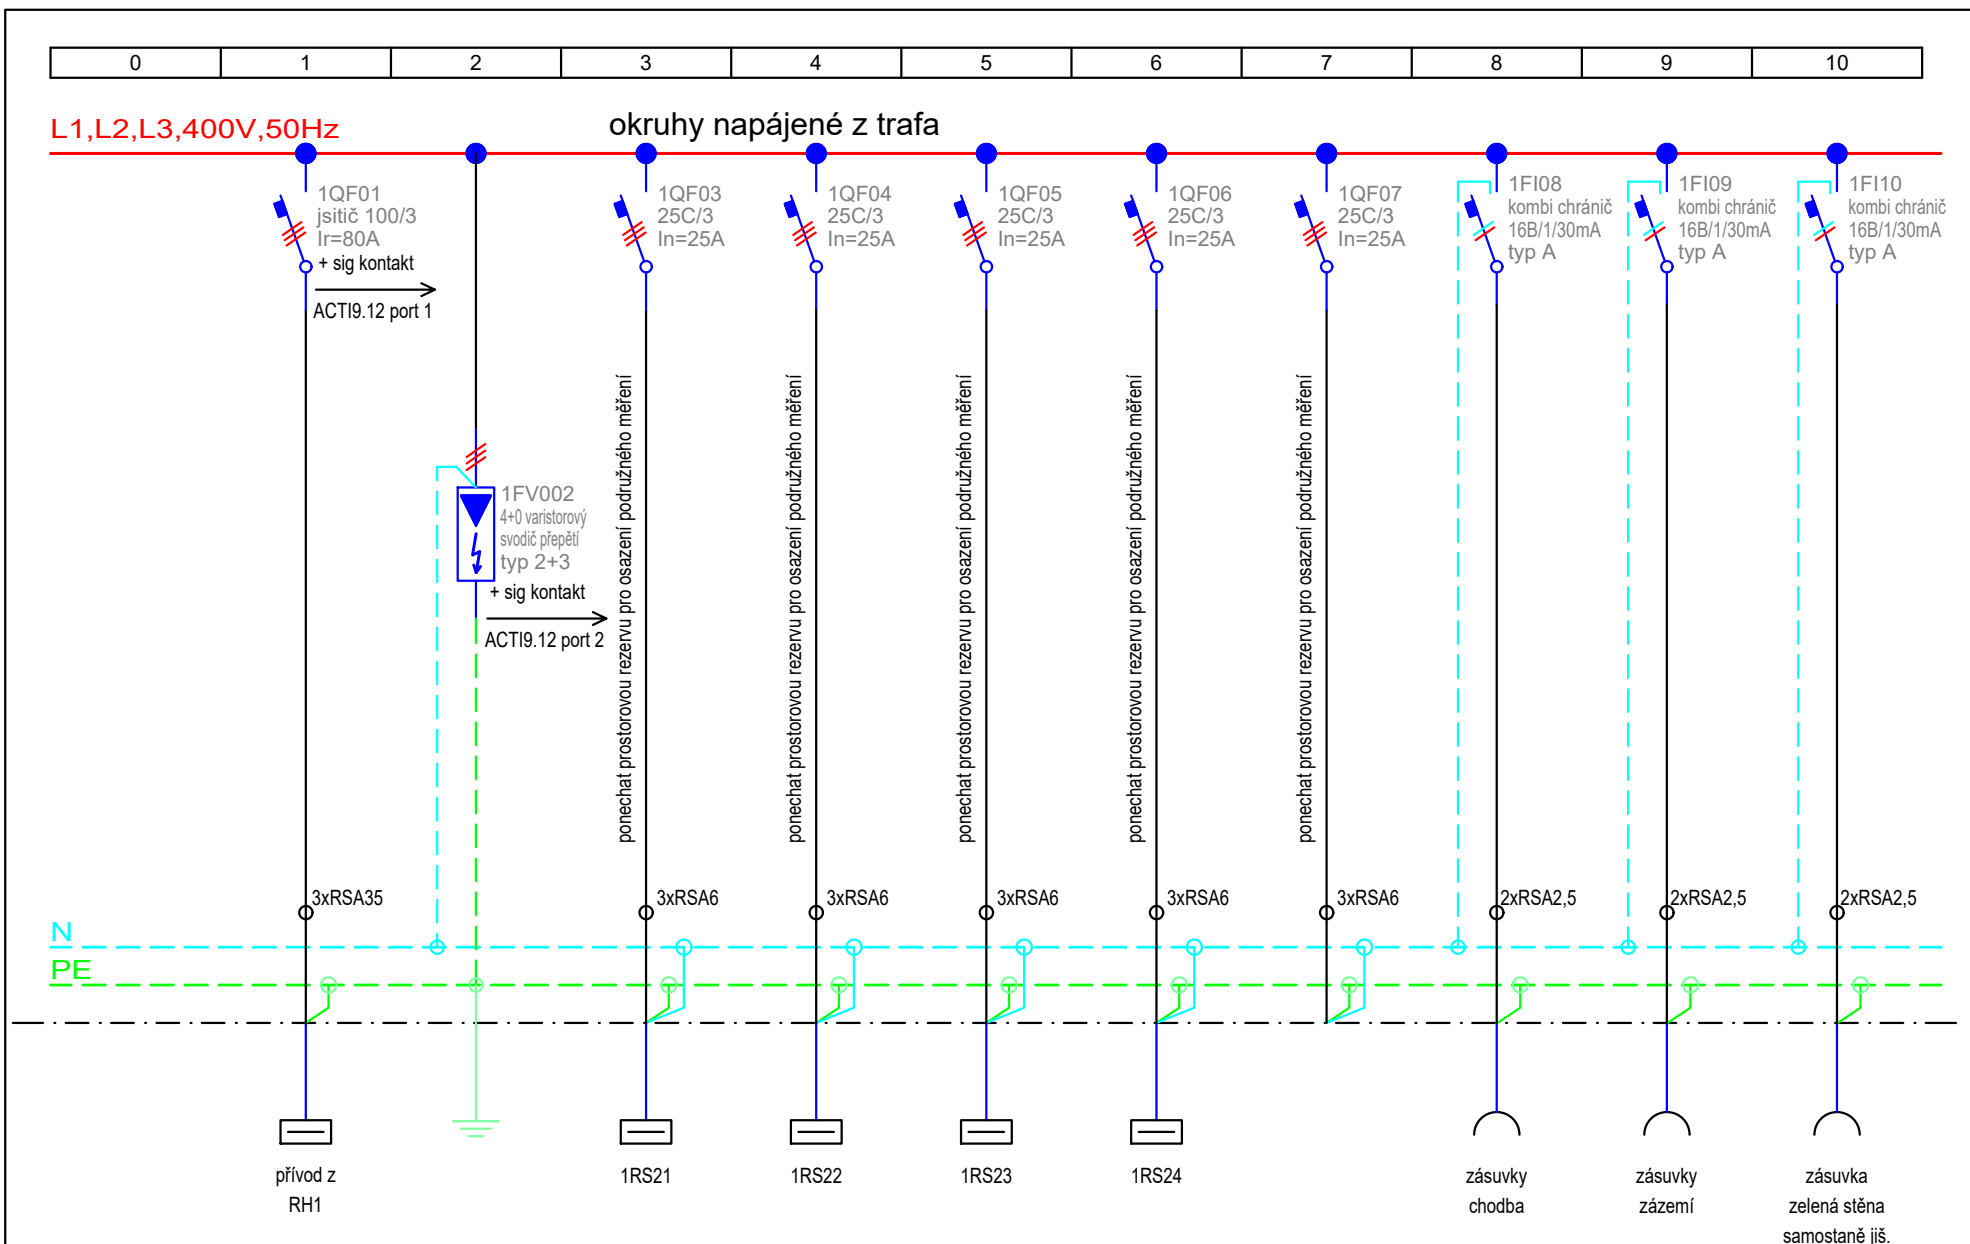 0 1 2 3 4 5 6 7 8 9 10
L1,L2,L3,400V,50Hz
okruhy napájené z trafa
1QF01
jsitič 100/3
Ir=80A
+ sig kontakt
ACTI9.12 port 1
1FV002
4+0 varistorový
svodič přepětí
typ 2+3
+ sig kontakt
ACTI9.12 port 2
1QF03
25C/3
In=25A
ponechat prostorovou rezervu pro osazení podružného měření
1QF04
25C/3
In=25A
ponechat prostorovou rezervu pro osazení podružného měření
1QF05
25C/3
In=25A
ponechat prostorovou rezervu pro osazení podružného měření
1QF06
25C/3
In=25A
ponechat prostorovou rezervu pro osazení podružného měření
1QF07
25C/3
In=25A
ponechat prostorovou rezervu pro osazení podružného měření
1FI08
kombi chránič
16B/1/30mA
typ A
1FI09
kombi chránič
16B/1/30mA
typ A
1FI10
kombi chránič
16B/1/30mA
typ A
3xRSA35
3xRSA6
3xRSA6
3xRSA6
3xRSA6
3xRSA6
2xRSA2,5
2xRSA2,5
2xRSA2,5
N
PE
přívod z
RH1
1RS21
1RS22
1RS23
1RS24
zásuvky
chodba
zásuvky
zázemí
zásuvka
zelená stěna
samostaně jiš.